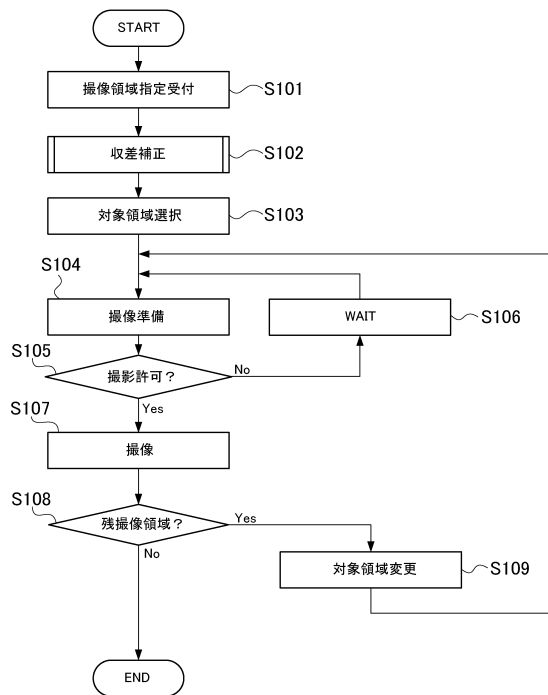 START
撮像領域指定受付
S101
収差補正
S102
対象領域選択
S103
S104
撮像準備
WAIT
S106
S105
撮影許可?
No
Yes
S107
撮像
S108
残撮像領域?
Yes
No
対象領域変更
S109
END